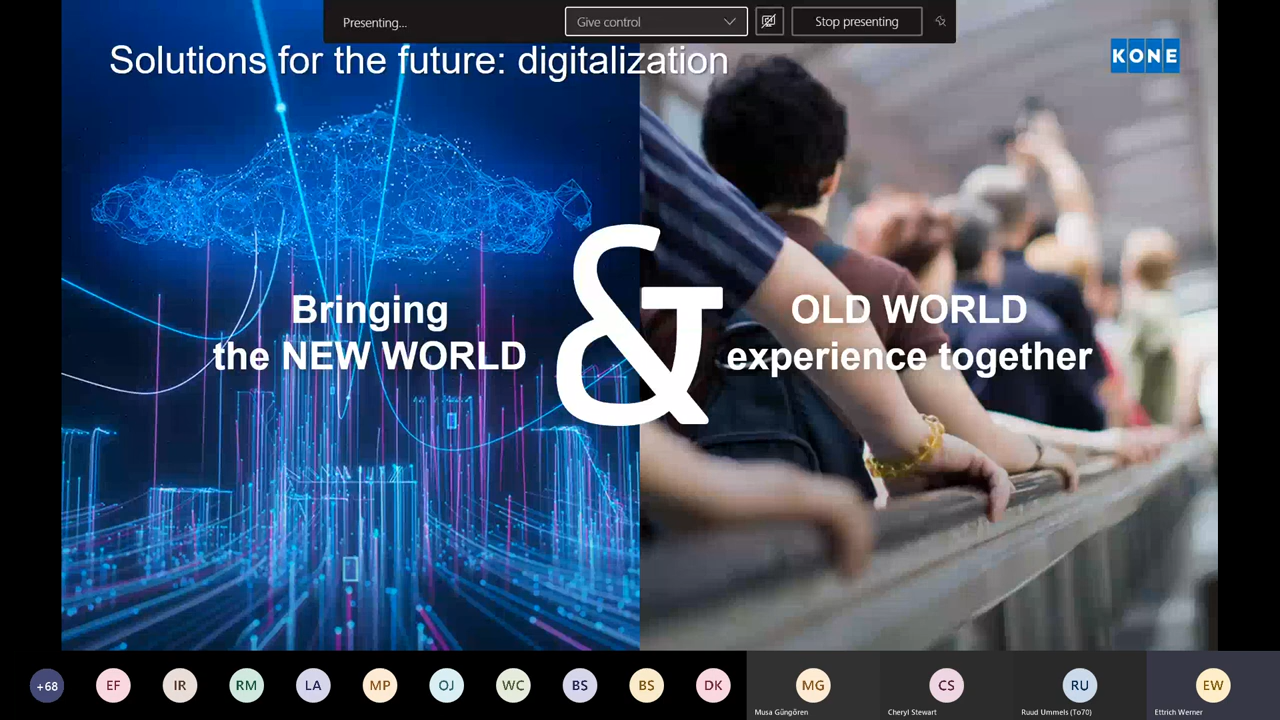 Presenting...
Give control
Stop presenting
Solutions for the future: digitalization
KONE
Bringing
the NEW WORLD
&
OLD WORLD
experience together
+68
EF
IR
RM
LA
MP
OJ
WC
BS
BS
DK
MG
CS
RU
EW
Musa Güngören
Cheryl Stewart
Ruud Ummels (To70)
Ettrich Werner